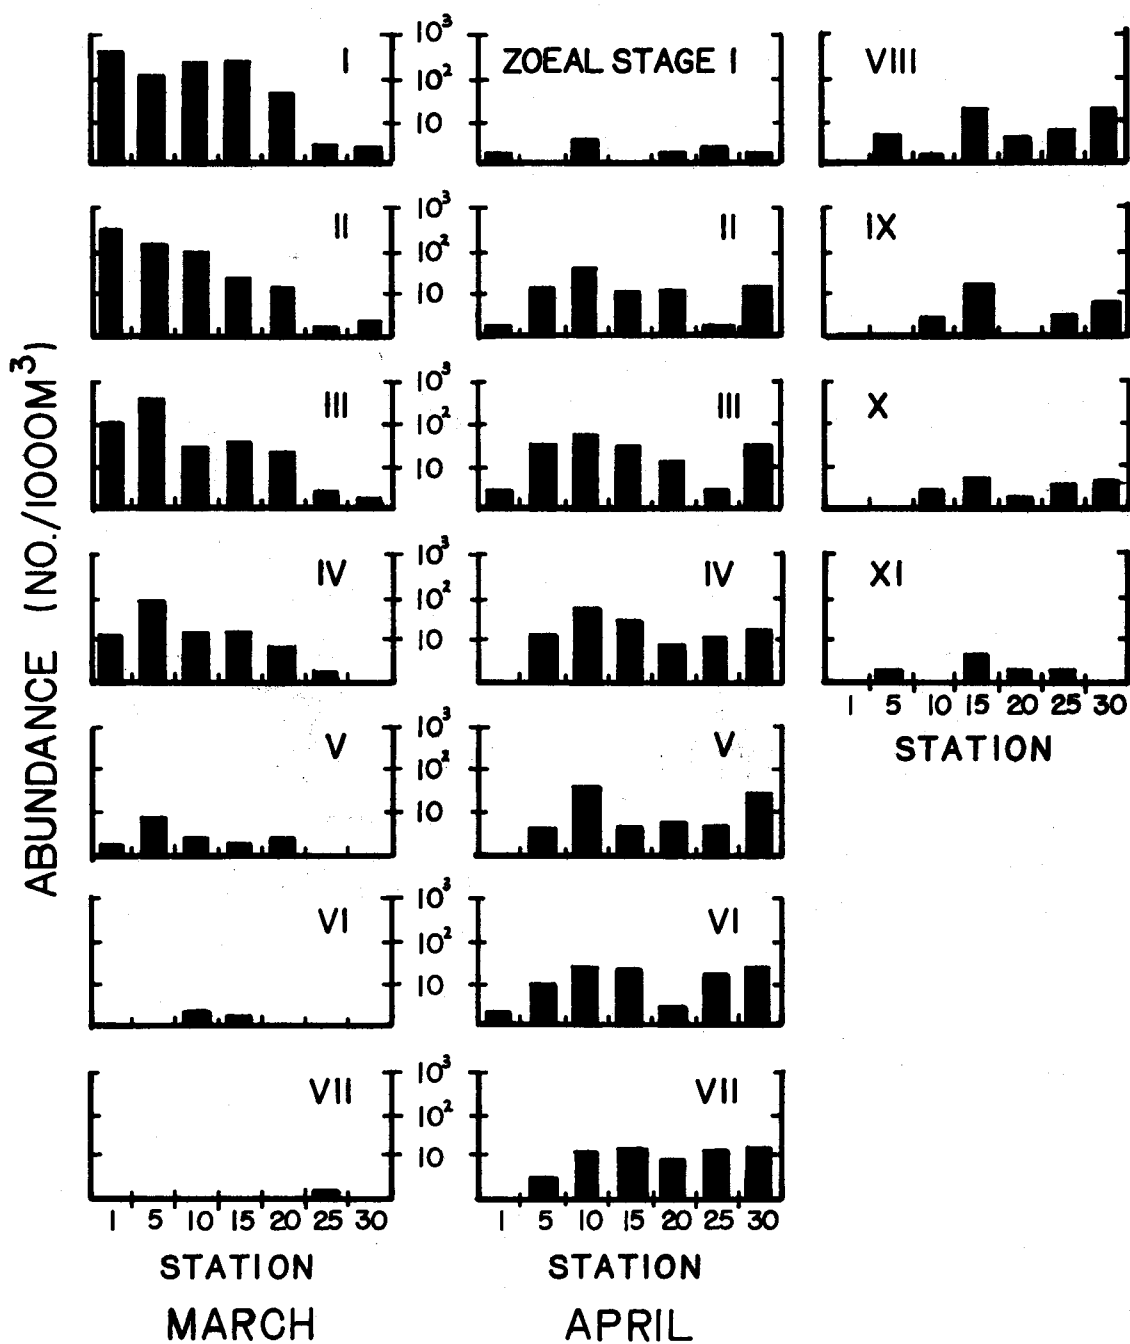 ABUNDANCE (NO./1000M³)
I
10³
10²
10
ZOEAL STAGE I
VIII
II
10³
10²
10
II
IX
III
10³
10²
10
III
X
IV
10³
10²
10
IV
XI
1 5 10 15 20 25 30
STATION
V
10³
10²
10
V
VI
10³
10²
10
VI
VII
10³
10²
10
VII
1 5 10 15 20 25 30
1 5 10 15 20 25 30
STATION
STATION
MARCH
APRIL